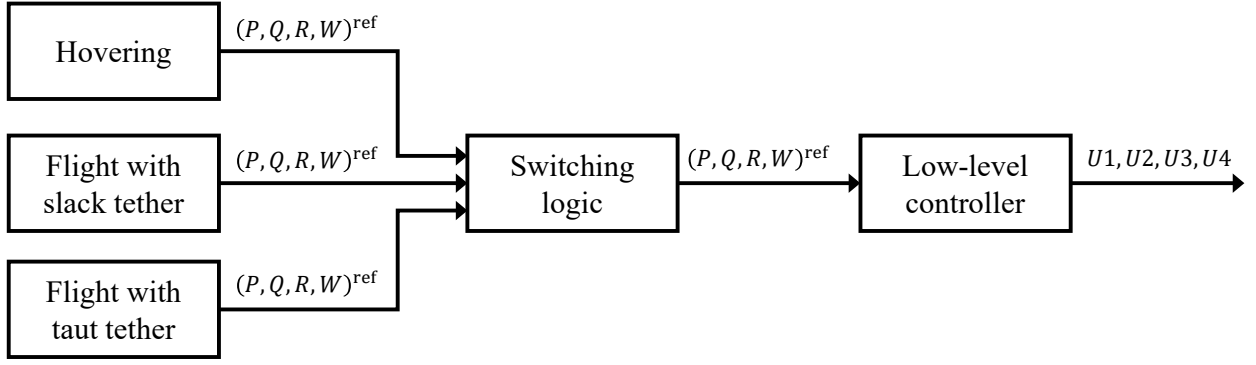 Hovering
(P, Q, R, W)^ref
Flight with
slack tether
(P, Q, R, W)^ref
Flight with
taut tether
(P, Q, R, W)^ref
Switching
logic
(P, Q, R, W)^ref
Low-level
controller
U1, U2, U3, U4